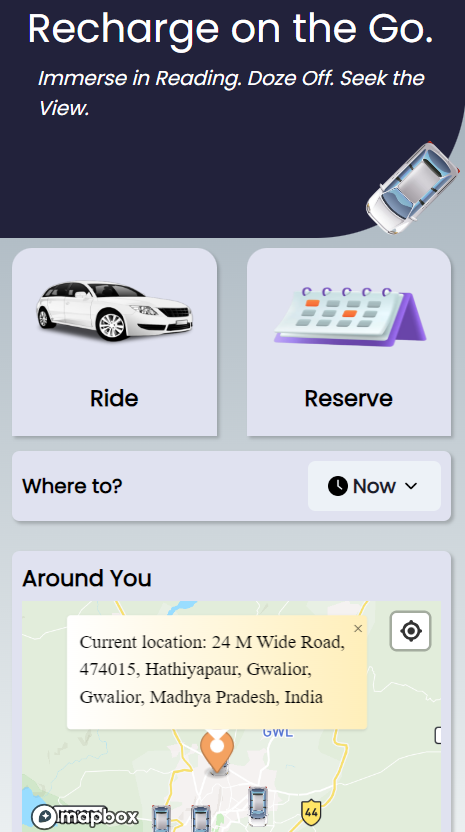 Recharge on the Go.
Immerse in Reading. Doze Off. Seek the
View.
Ride
Reserve
Where to?
Now
Around You
×
Current location: 24 M Wide Road,
474015, Hathiyapaur, Gwalior,
Gwalior, Madhya Pradesh, India
GWL
44
mapbox